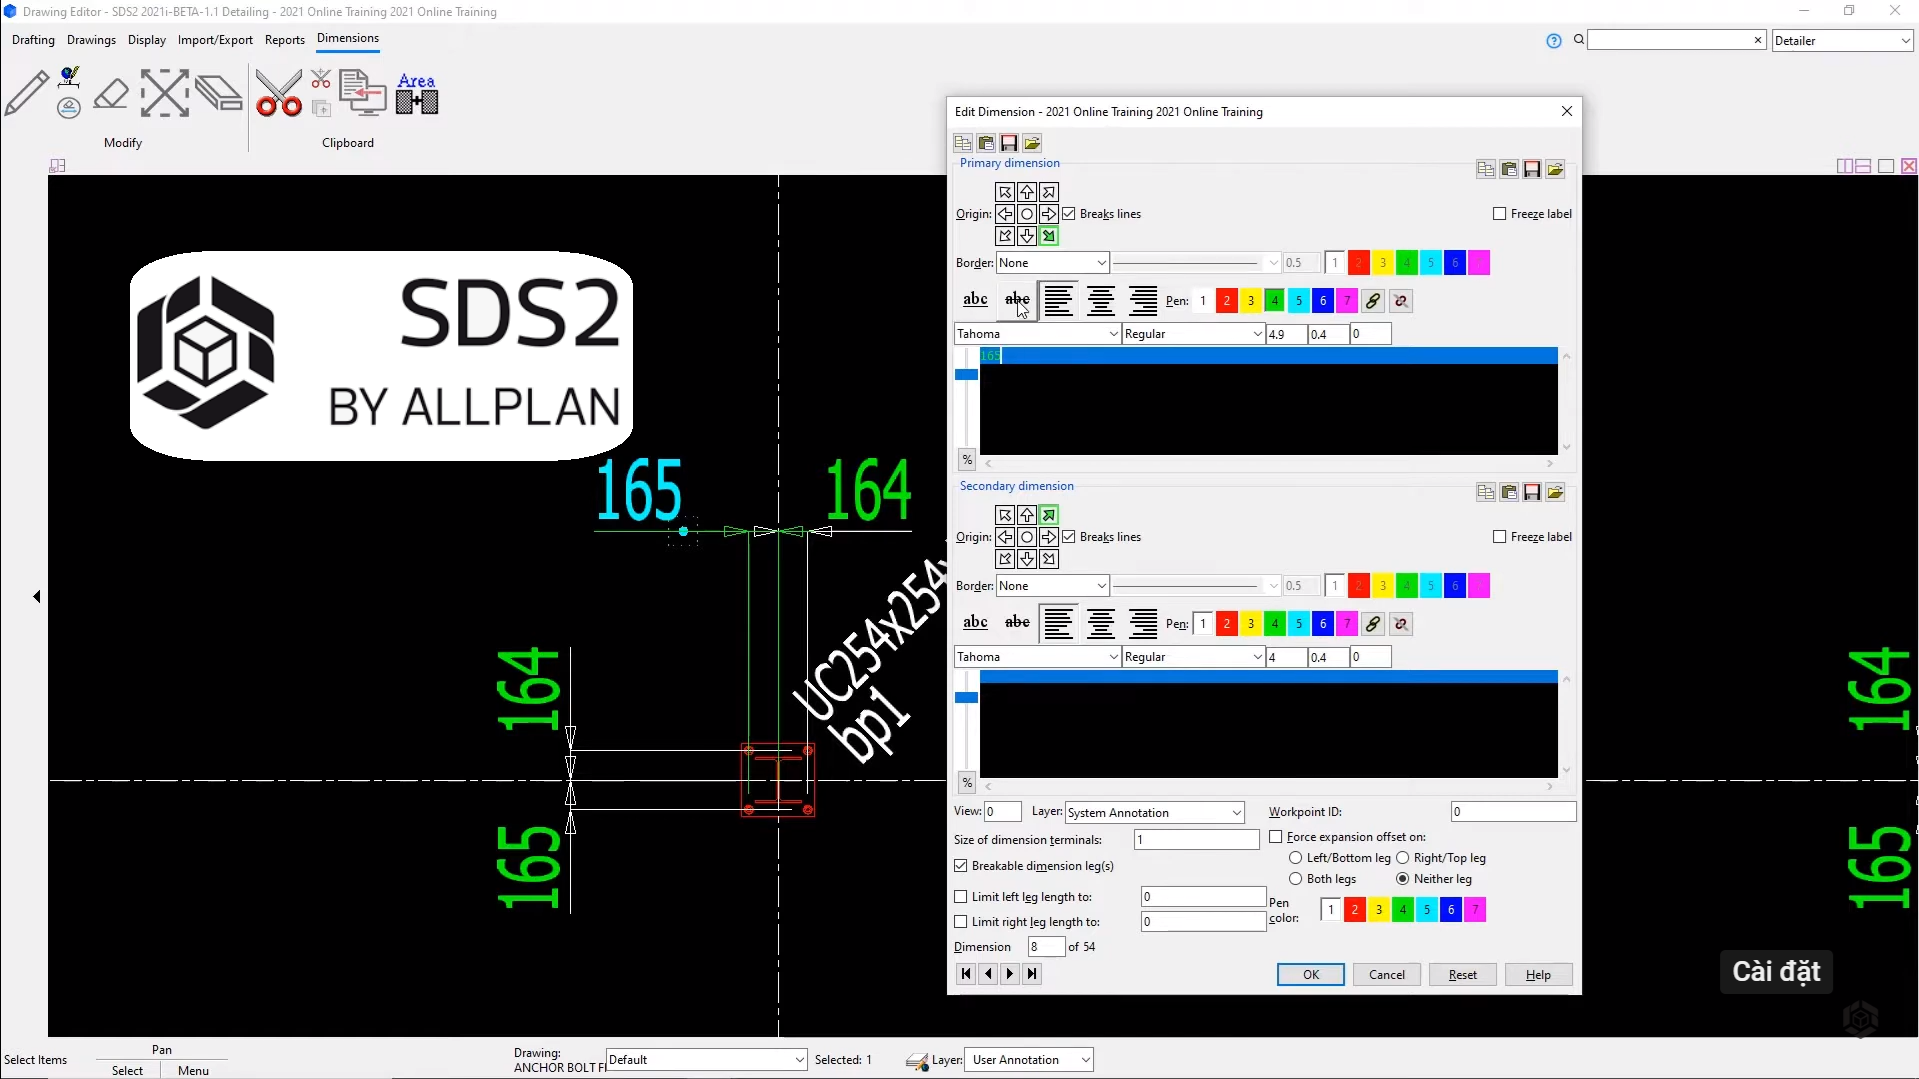 Drawing Editor - SDS2 2021i-BETA-1.1 Detailing - 2021 Online Training 2021 Online Training
Drafting Drawings Display Import/Export Reports Dimensions
Detailer
Area
Modify Clipboard
SDS2
BY ALLPLAN
165 164
UC254x254
bp1
164
165
164
165
Edit Dimension - 2021 Online Training 2021 Online Training
Primary dimension
Origin: Breaks lines Freeze label
Border: None 0.5 1 2 3 4 5 6
abc abc Pen: 1 2 3 4 5 6 7
Tahoma Regular 4.9 0.4 0
165
%
Secondary dimension
Origin: Breaks lines Freeze label
Border: None 0.5 1 2 3 4 5 6
abc abc Pen: 1 2 3 4 5 6 7
Tahoma Regular 4 0.4 0
%
View: 0 Layer: System Annotation Workpoint ID: 0
Size of dimension terminals: 1 Force expansion offset on:
Left/Bottom leg Right/Top leg
Breakable dimension leg(s)
Both legs Neither leg
Limit left leg length to: 0
Pen color: 1 2 3 4 5 6 7
Limit right leg length to: 0
Dimension 8 of 54
OK Cancel Reset Help
Cài đặt
Select Items Pan
Select Menu
Drawing: Default Selected: 1 Layer: User Annotation
ANCHOR BOLT